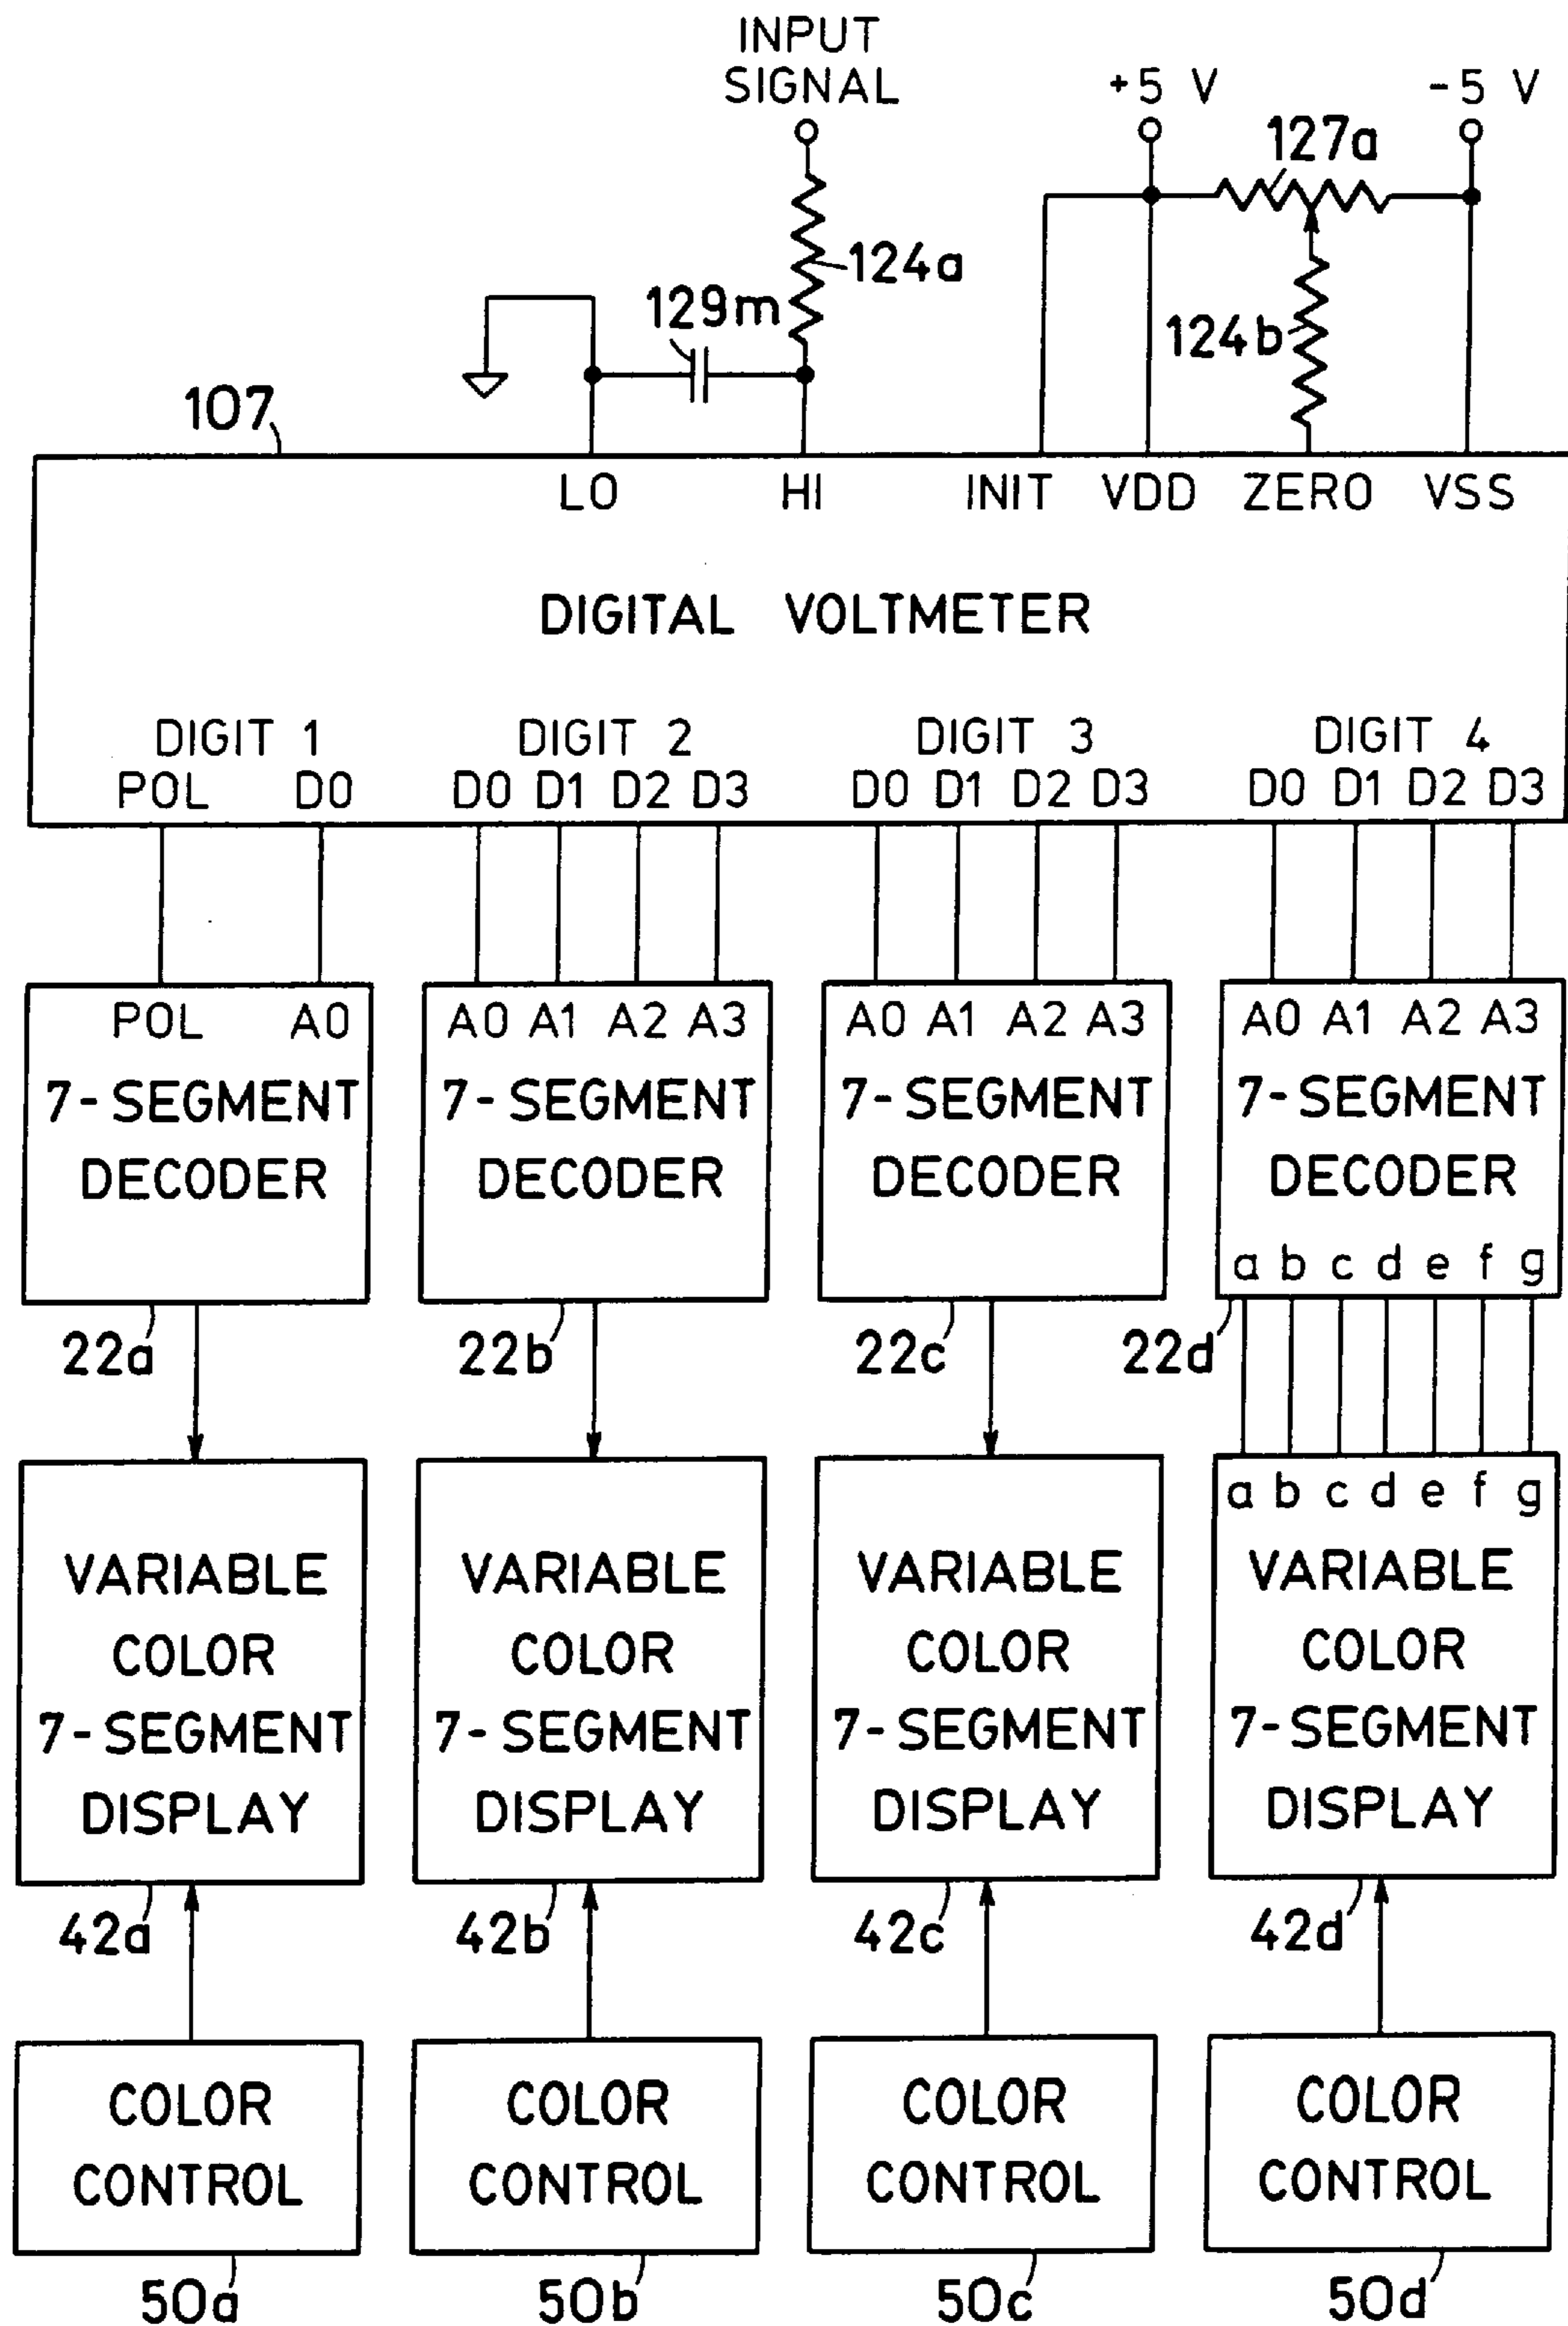 INPUT
SIGNAL
+5 V
-5 V
127a
124a
129m
124b
107
LO HI INIT VDD ZERO VSS
DIGITAL VOLTMETER
DIGIT 1 DIGIT 2 DIGIT 3 DIGIT 4
POL D0 D0 D1 D2 D3 D0 D1 D2 D3 D0 D1 D2 D3
POL A0 A0 A1 A2 A3 A0 A1 A2 A3 A0 A1 A2 A3
7-SEGMENT 7-SEGMENT 7-SEGMENT 7-SEGMENT
DECODER DECODER DECODER DECODER
a b c d e f g
22a 22b 22c 22d
a b c d e f g
VARIABLE VARIABLE VARIABLE VARIABLE
COLOR COLOR COLOR COLOR
7-SEGMENT 7-SEGMENT 7-SEGMENT 7-SEGMENT
DISPLAY DISPLAY DISPLAY DISPLAY
42a 42b 42c 42d
COLOR COLOR COLOR COLOR
CONTROL CONTROL CONTROL CONTROL
50a 50b 50c 50d